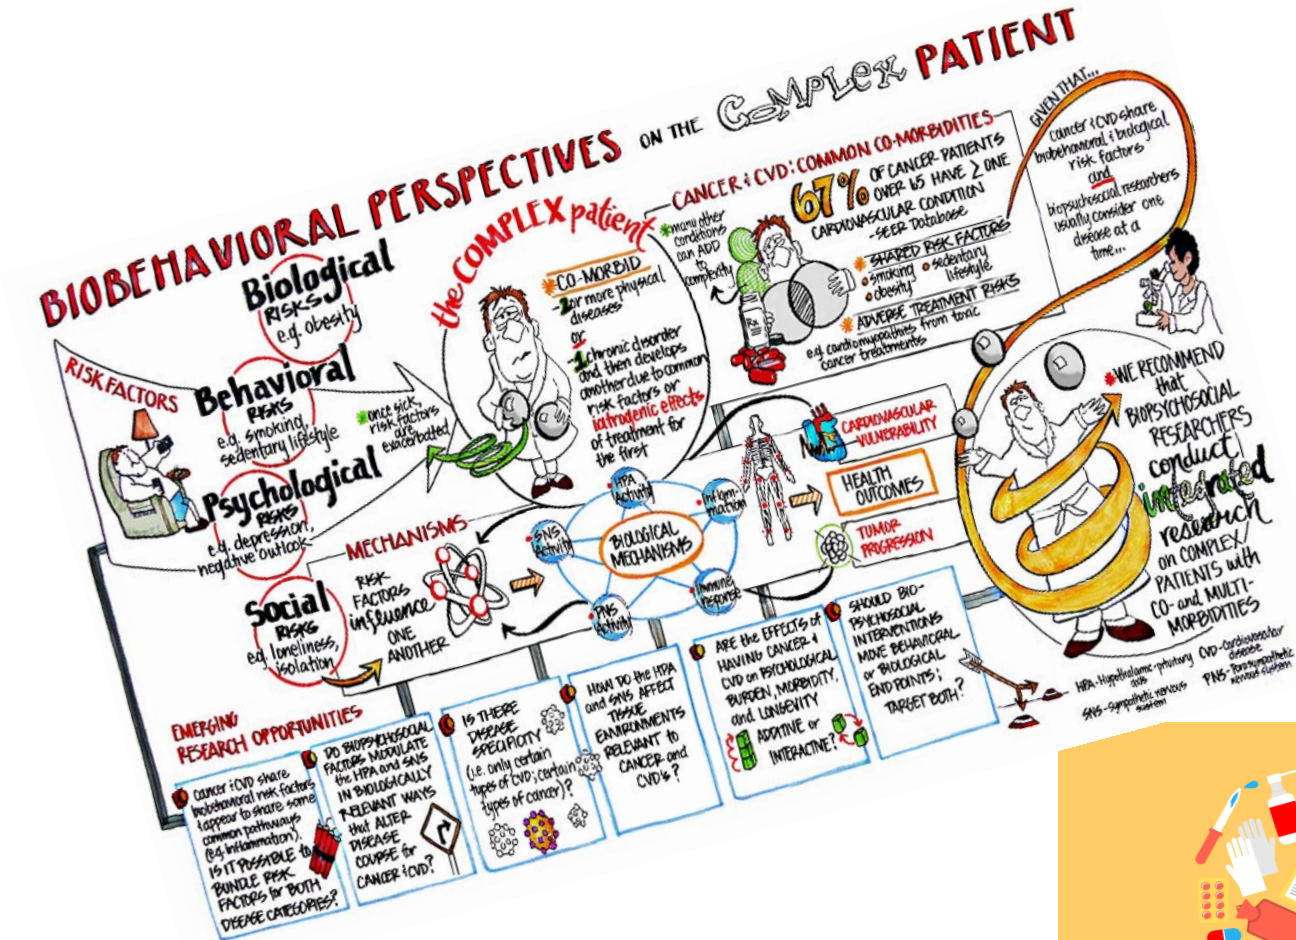 BIOBEHAVIORAL PERSPECTIVES ON THE COMPLEX PATIENT
RISK FACTORS
Biological
RISKS
e.g. obesity
Behavioral
RISKS
e.g. smoking,
sedentary lifestyle
Psychological
RISKS
e.g. depression,
negative outlook
Social
RISKS
e.g. loneliness,
isolation
*once sick,
risk factors
are
exacerbated
the COMPLEX patient
*CO-MORBID
-2 or more physical
diseases
or
-1 chronic disorder
and then develops
another due to common
risk factors or
iatrogenic effects
of treatment for
the first
CANCER & CVD: COMMON CO-MORBIDITIES
*many other
conditions
can ADD
to
complexity
67% OF CANCER PATIENTS
OVER 65 HAVE ≥ ONE
CARDIOVASCULAR CONDITION
-SEER Database
*SHARED RISK FACTORS
•smoking •sedentary
lifestyle
•obesity
*ADVERSE TREATMENT RISKS
e.g. cardiomyopathies from toxic
cancer treatments
Rx
GIVEN THAT...
cancer & CVD share
biobehavioral & biological
risk factors
and
biopsychosocial researchers
usually consider one
disease at a
time...
*WE RECOMMEND
that
BIOPSYCHOSOCIAL
RESEARCHERS
conduct
integrated
research
on COMPLEX
PATIENTS with
CO- and MULTI-
MORBIDITIES
MECHANISMS
RISK
FACTORS
influence
ONE
ANOTHER
BIOLOGICAL
MECHANISMS
HPA
Activity
Inflam-
mation
Immune
response
PNS
Activity
SNS
Activity
CARDIOVASCULAR
VULNERABILITY
HEALTH
OUTCOMES
TUMOR
PROGRESSION
EMERGING
RESEARCH OPPORTUNITIES
cancer & CVD share
biobehavioral risk factors
& appear to share some
common pathways
(e.g. inflammation).
IS IT POSSIBLE to
BUNDLE RISK
FACTORS for BOTH
DISEASE CATEGORIES?
DO BIOPSYCHOSOCIAL
FACTORS MODULATE
the HPA and SNS
IN BIOLOGICALLY
RELEVANT WAYS
that ALTER
DISEASE
COURSE for
CANCER & CVD?
IS THERE
DISEASE
SPECIFICITY
(i.e. only certain
types of CVD; certain
types of cancer)?
HOW DO the HPA
and SNS AFFECT
TISSUE
ENVIRONMENTS
RELEVANT to
CANCER and
CVD's?
ARE the EFFECTS of
HAVING CANCER &
CVD on PSYCHOLOGICAL
BURDEN, MORBIDITY,
and LONGEVITY
ADDITIVE or
INTERACTIVE?
SHOULD BIO-
PSYCHOSOCIAL
INTERVENTIONS
MOVE BEHAVIORAL
or BIOLOGICAL
END POINTS;
TARGET BOTH?
HPA-Hypothalamic-pituitary
axis
SNS-Sympathetic nervous
system
CVD-Cardiovascular
disease
PNS-Parasympathetic
nervous system